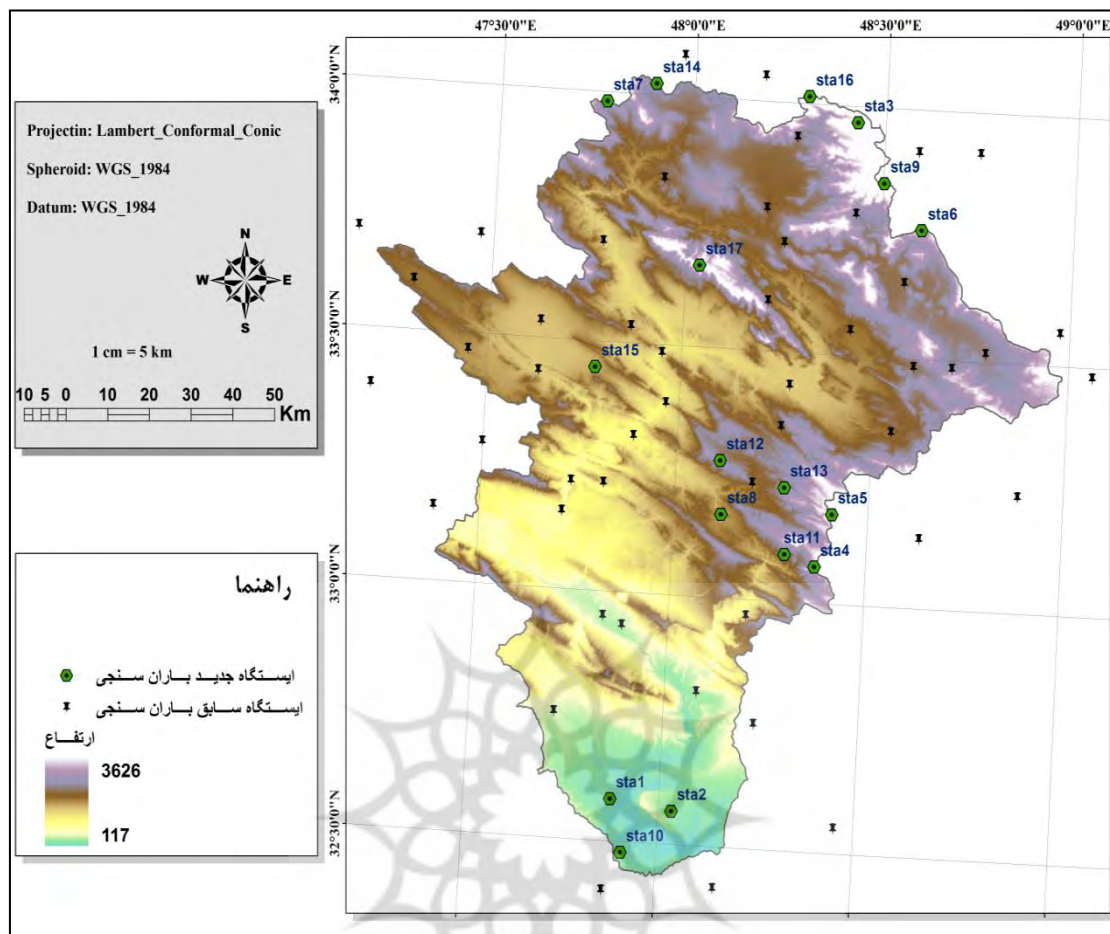 47°30'0"E 48°0'0"E 48°30'0"E 49°0'0"E
34°0'0"N
33°30'0"N
33°0'0"N
32°30'0"N
Projectin: Lambert_Conformal_Conic
Spheroid: WGS_1984
Datum: WGS_1984
N
W E
S
1 cm = 5 km
10 5 0 10 20 30 40 50
Km
sta14
sta7
sta16
sta3
sta9
sta6
sta17
sta15
sta12
sta13
sta8
sta5
sta11
sta4
sta1
sta2
sta10
راهنما
ایستگاه جدید باران سنجی
ایستگاه سابق باران سنجی
ارتفاع
3626
117